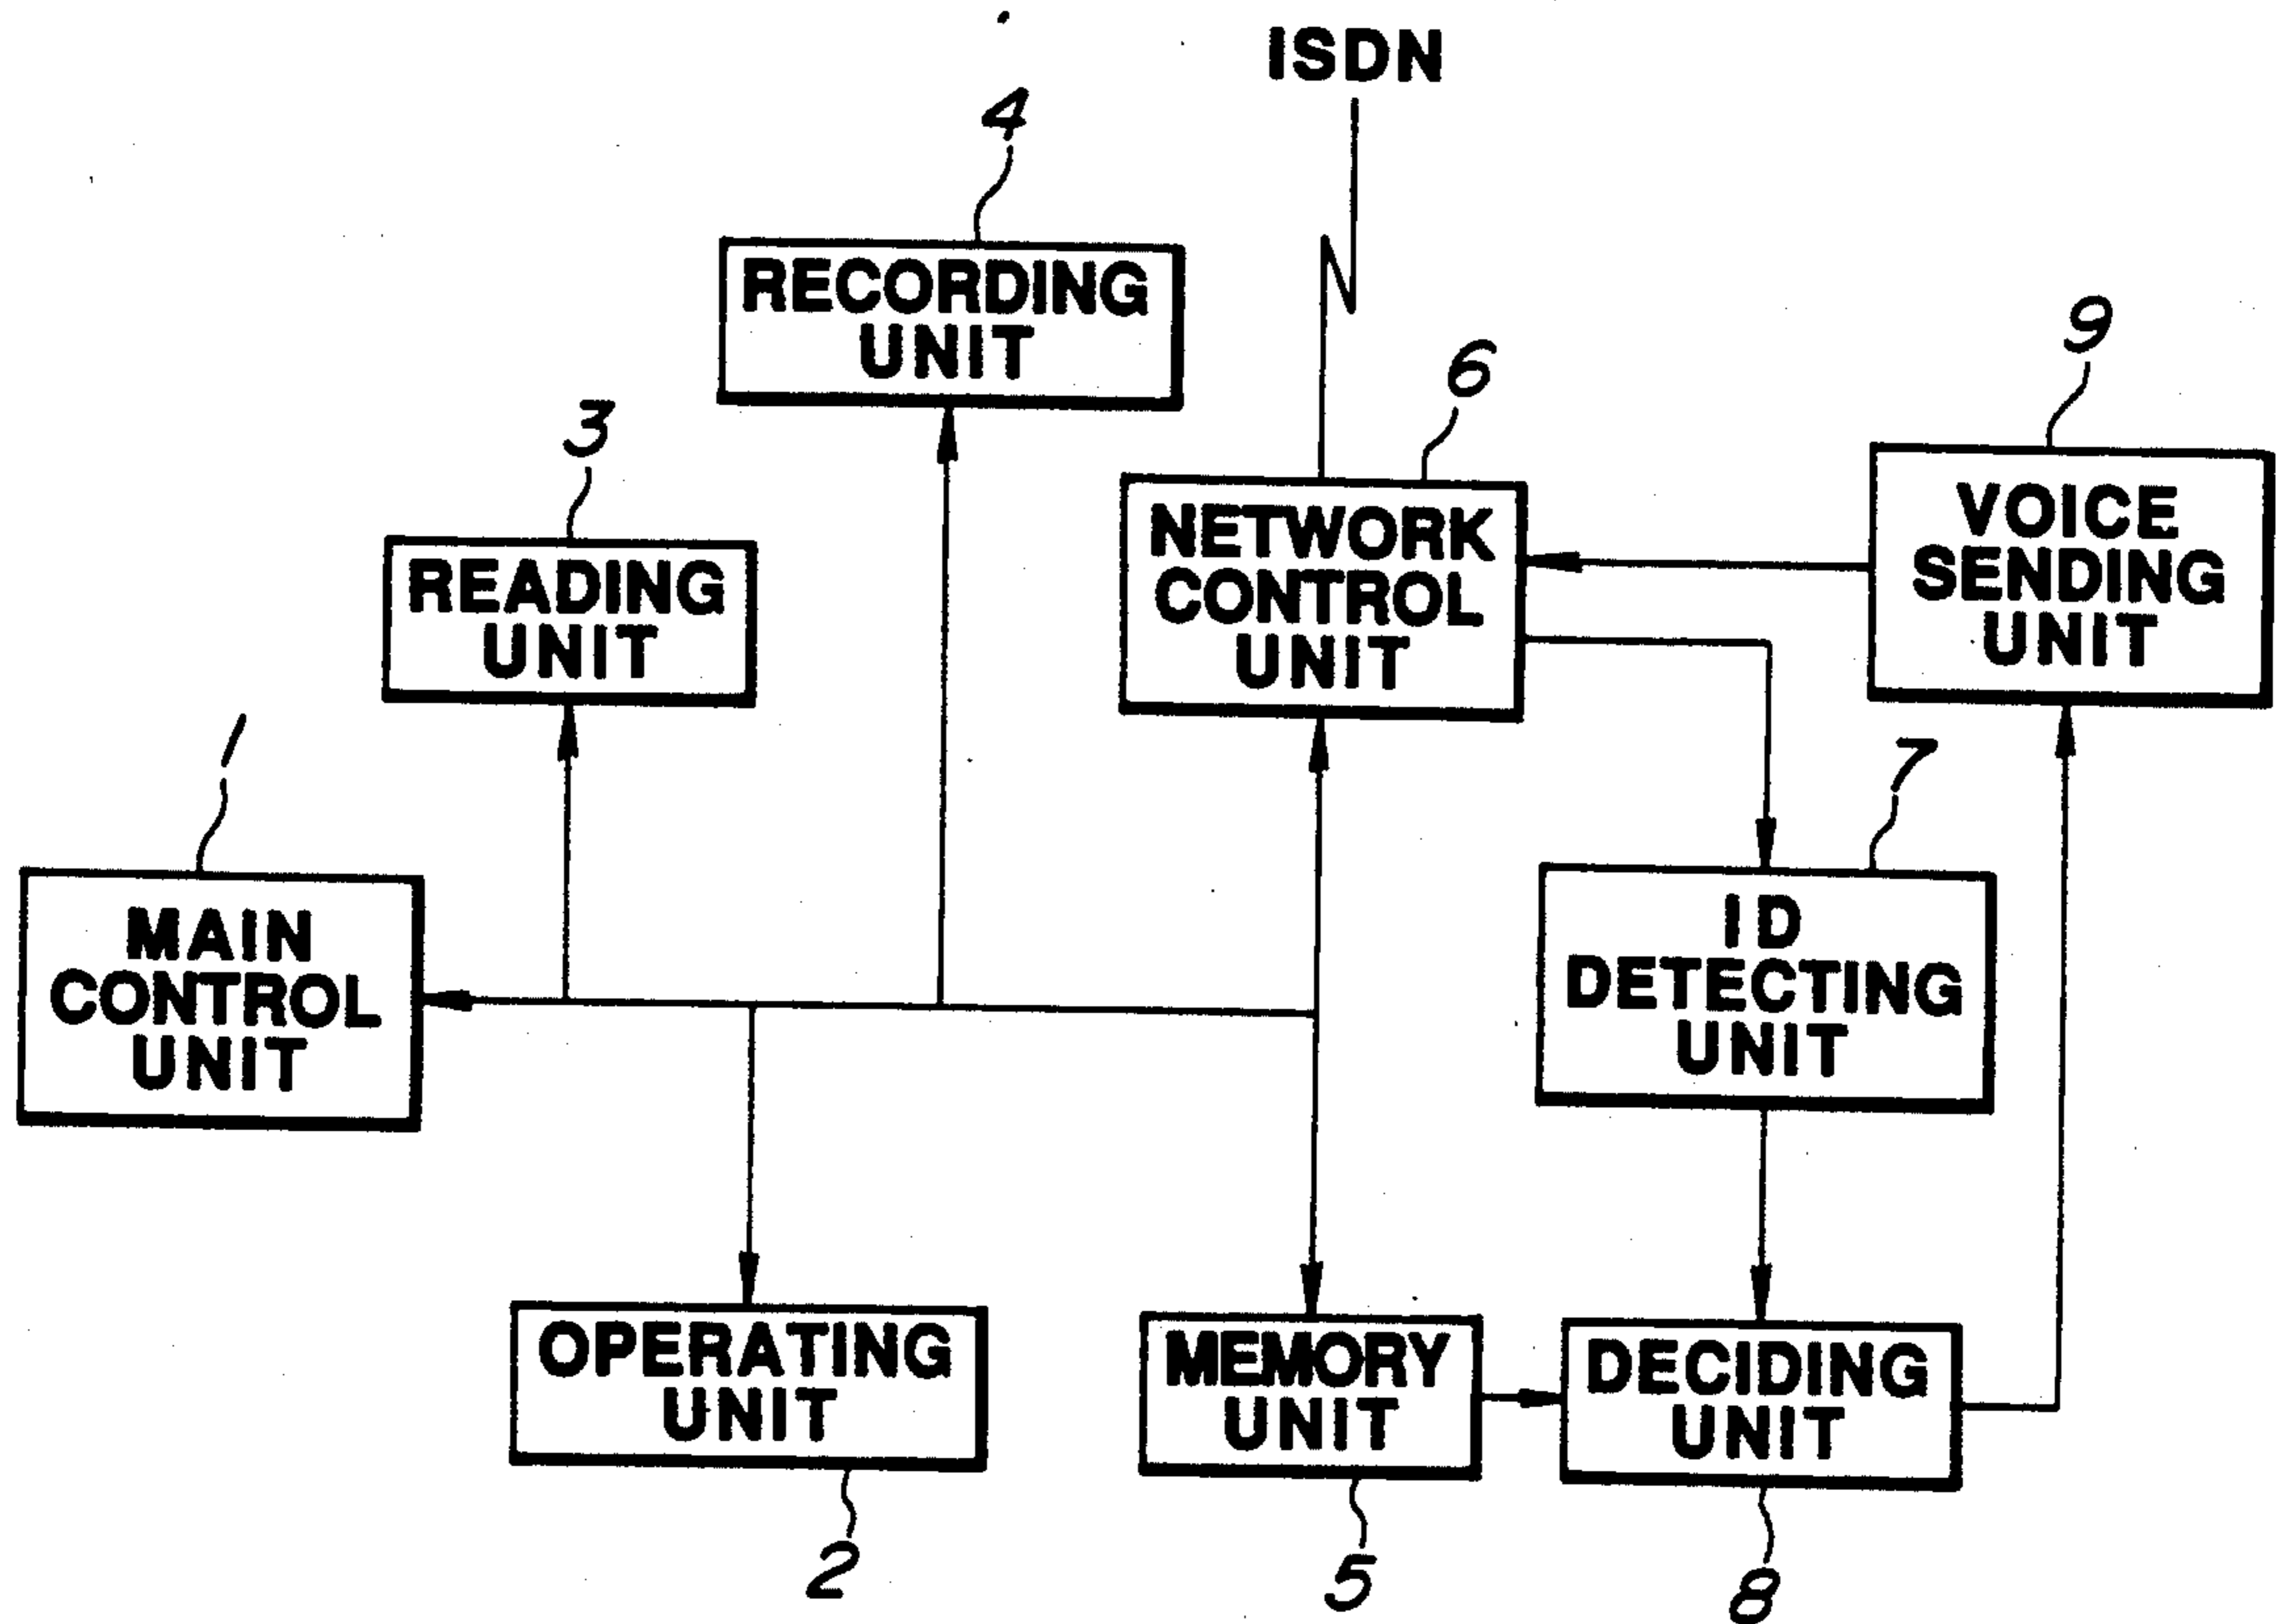 ISDN
4
RECORDING
UNIT
9
6
3
NETWORK
CONTROL
UNIT
VOICE
SENDING
UNIT
READING
UNIT
1
7
MAIN
CONTROL
UNIT
ID
DETECTING
UNIT
OPERATING
UNIT
MEMORY
UNIT
DECIDING
UNIT
2
5
8